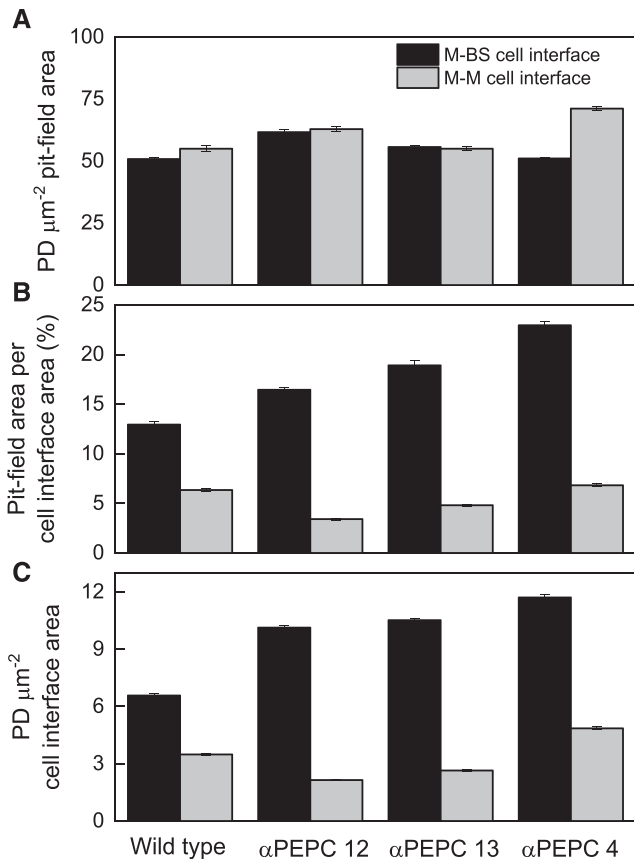 A
100
75
50
25
0
PD μm⁻² pit-field area
M-BS cell interface
M-M cell interface
B
25
20
15
10
5
0
Pit-field area per
cell interface area (%)
C
12
9
6
3
0
PD μm⁻²
cell interface area
Wild type
αPEPC 12
αPEPC 13
αPEPC 4